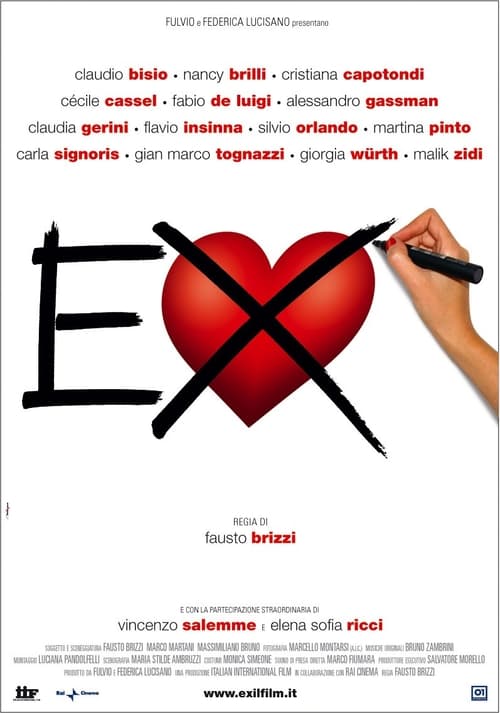 FULVIO e FEDERICA LUCISANO presentano
claudio bisio • nancy brilli • cristiana capotondi
cécile cassel • fabio de luigi • alessandro gassman
claudia gerini • flavio insinna • silvio orlando • martina pinto
carla signoris • gian marco tognazzi • giorgia würth • malik zidi
EX
REGIA DI
fausto brizzi
E CON LA PARTECIPAZIONE STRAORDINARIA DI
vincenzo salemme E elena sofia ricci
SOGGETTO E SCENEGGIATURA FAUSTO BRIZZI MARCO MARTANI MASSIMILIANO BRUNO FOTOGRAFIA MARCELLO MONTARSI (A.I.C.) MUSICHE ORIGINALI BRUNO ZAMBRINI
MONTAGGIO LUCIANA PANDOLFELLI SCENOGRAFIA MARIA STILDE AMBRUZZI COSTUMI MONICA SIMEONE SUONO DI PRESA DIRETTA MARCO FIUMARA PRODUTTORE ESECUTIVO SALVATORE MORELLO
PRODOTTO DA FULVIO E FEDERICA LUCISANO UNA PRODUZIONE ITALIAN INTERNATIONAL FILM IN COLLABORAZIONE CON RAI CINEMA REGIA FAUSTO BRIZZI
iif Rai Cinema www.exilfilm.it 01